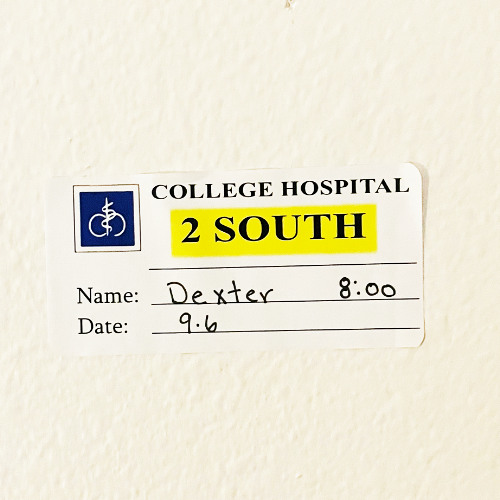 COLLEGE HOSPITAL
2 SOUTH
Name: Dexter 8:00
Date: 9.6